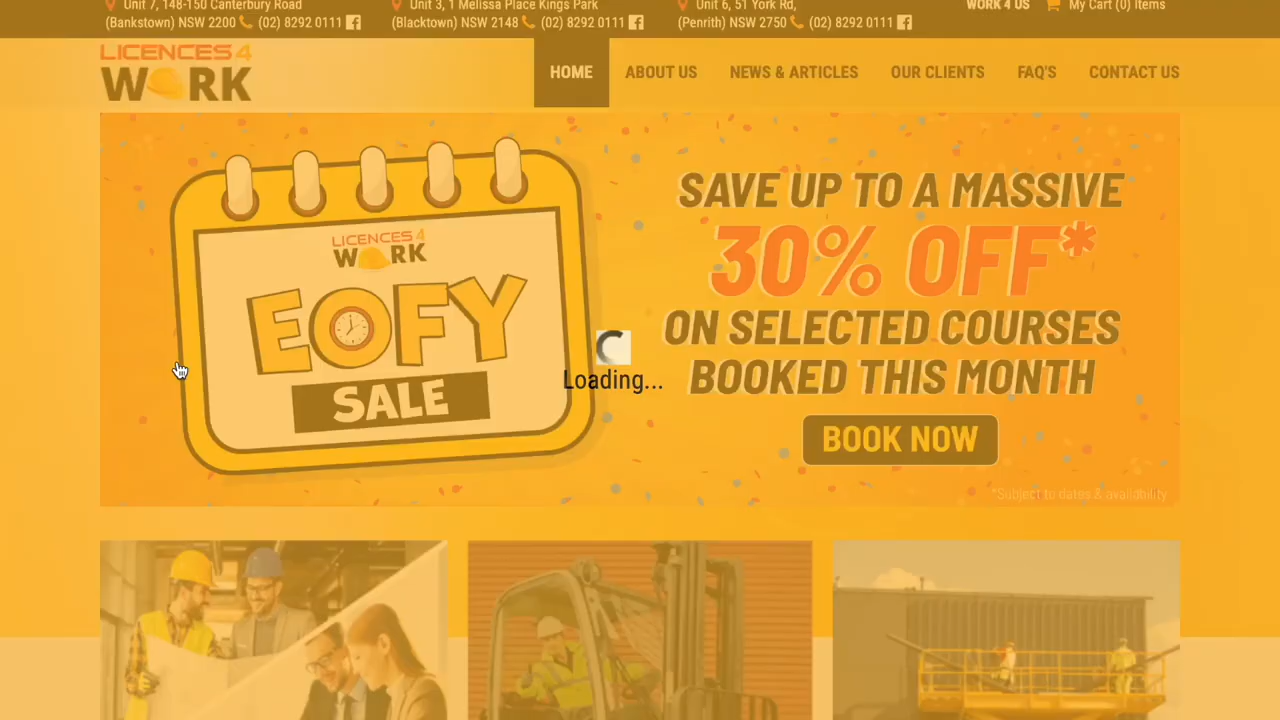 Unit 7, 148-150 Canterbury Road
(Bankstown) NSW 2200 (02) 8292 0111
Unit 3, 1 Melissa Place Kings Park
(Blacktown) NSW 2148 (02) 8292 0111
Unit 6, 51 York Rd,
(Penrith) NSW 2750 (02) 8292 0111
WORK 4 US
My Cart (0) Items
LICENCES 4
WORK
HOME
ABOUT US
NEWS & ARTICLES
OUR CLIENTS
FAQ'S
CONTACT US
LICENCES 4
WORK
EOFY
SALE
SAVE UP TO A MASSIVE
30% OFF*
ON SELECTED COURSES
BOOKED THIS MONTH
BOOK NOW
*Subject to dates & availability
Loading...